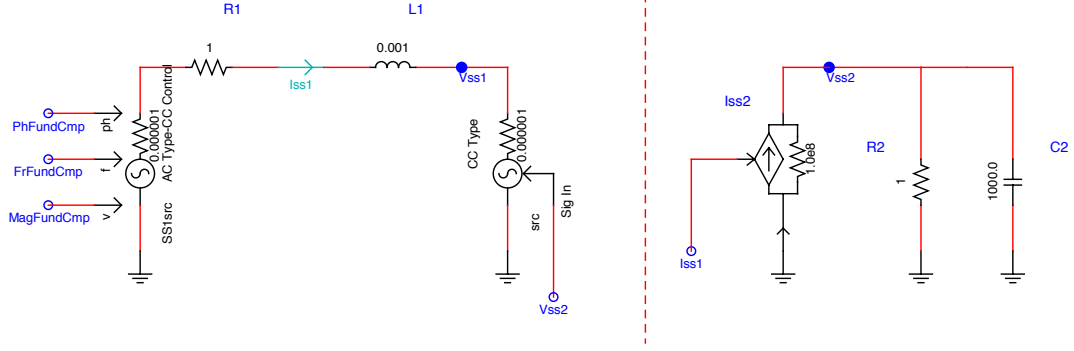 R1
L1
1
0.001
Iss1
Vss1
PhFundCmp
ph
FrFundCmp
f
MagFundCmp
v
0.000001
AC Type-CC Control
SS1src
CC Type
0.000001
src
Sig In
Vss2
Vss2
Iss2
1.0e8
Iss1
R2
1
C2
1000.0